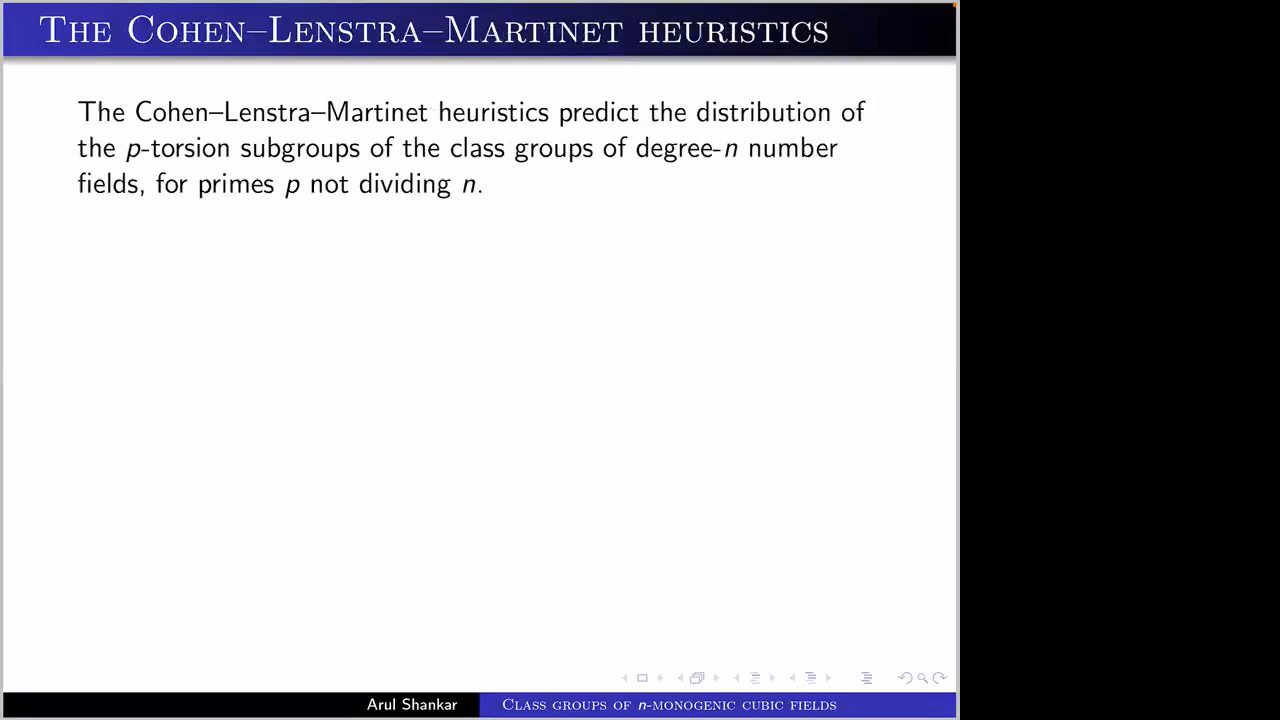 The Cohen–Lenstra–Martinet heuristics
The Cohen–Lenstra–Martinet heuristics predict the distribution of
the p-torsion subgroups of the class groups of degree-n number
fields, for primes p not dividing n.
Arul Shankar
Class groups of n-monogenic cubic fields